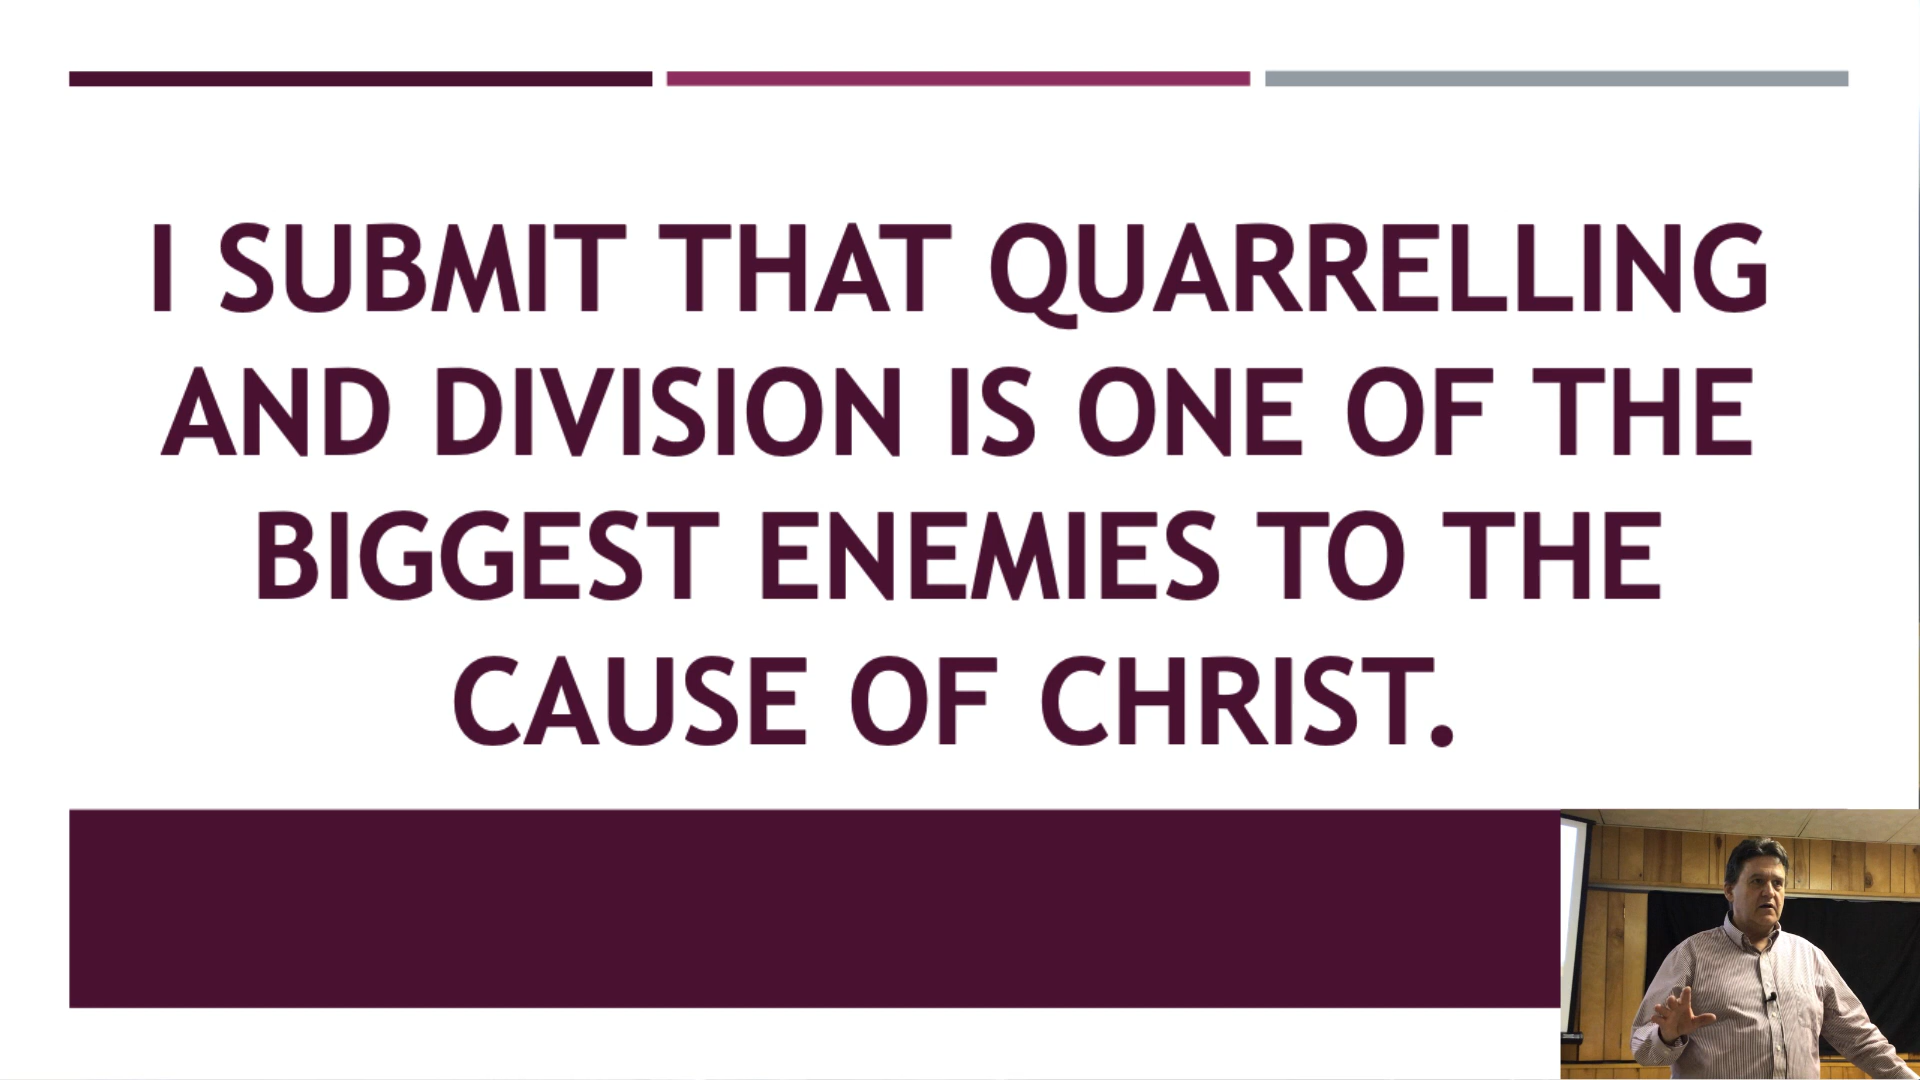 I SUBMIT THAT QUARRELLING
AND DIVISION IS ONE OF THE
BIGGEST ENEMIES TO THE
CAUSE OF CHRIST.